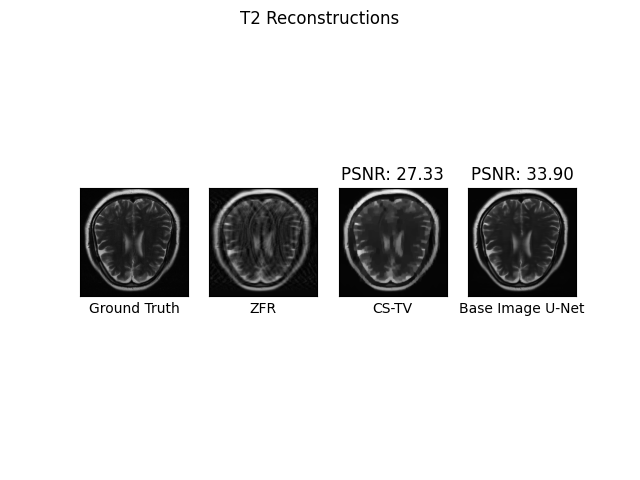 T2 Reconstructions
PSNR: 27.33
PSNR: 33.90
Ground Truth
ZFR
CS-TV
Base Image U-Net